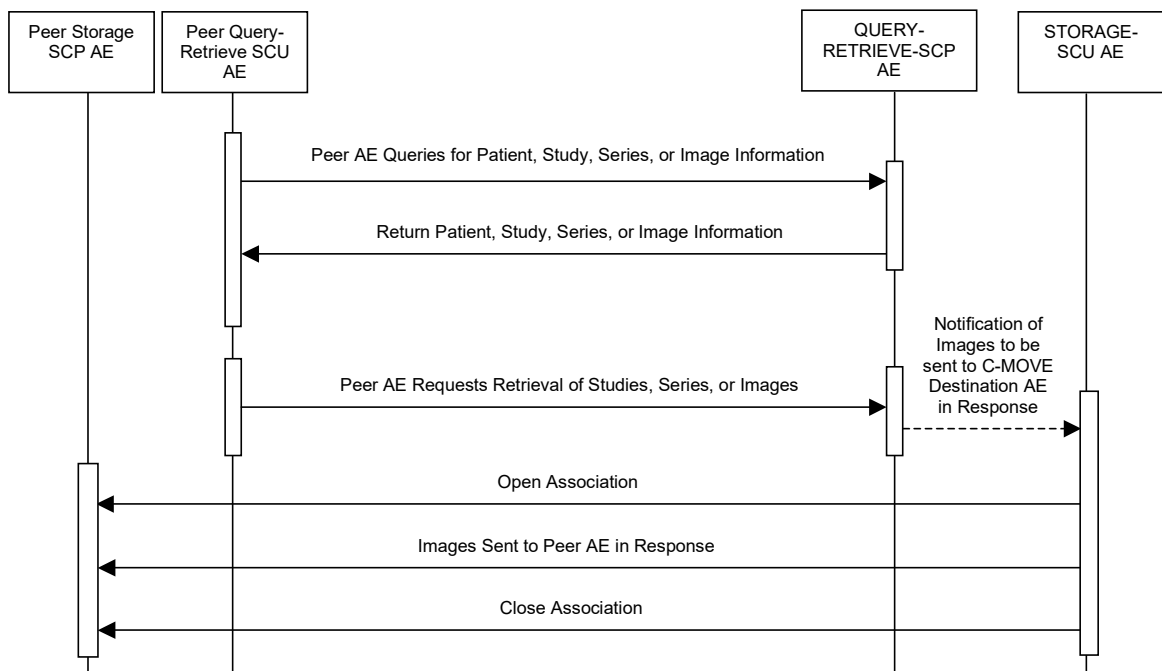 Peer Storage
SCP AE
Peer Query-
Retrieve SCU
AE
QUERY-
RETRIEVE-SCP
AE
STORAGE-
SCU AE
Peer AE Queries for Patient, Study, Series, or Image Information
Return Patient, Study, Series, or Image Information
Notification of
Images to be
sent to C-MOVE
Destination AE
in Response
Peer AE Requests Retrieval of Studies, Series, or Images
Open Association
Images Sent to Peer AE in Response
Close Association